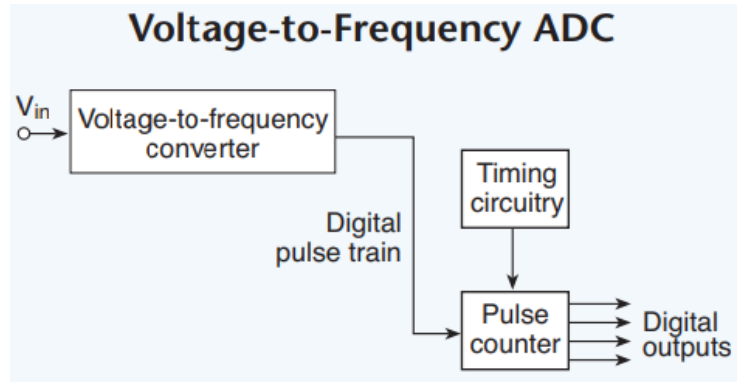 Voltage-to-Frequency ADC
Vin
Voltage-to-frequency
converter
Timing
circuitry
Digital
pulse train
Pulse
counter
Digital
outputs